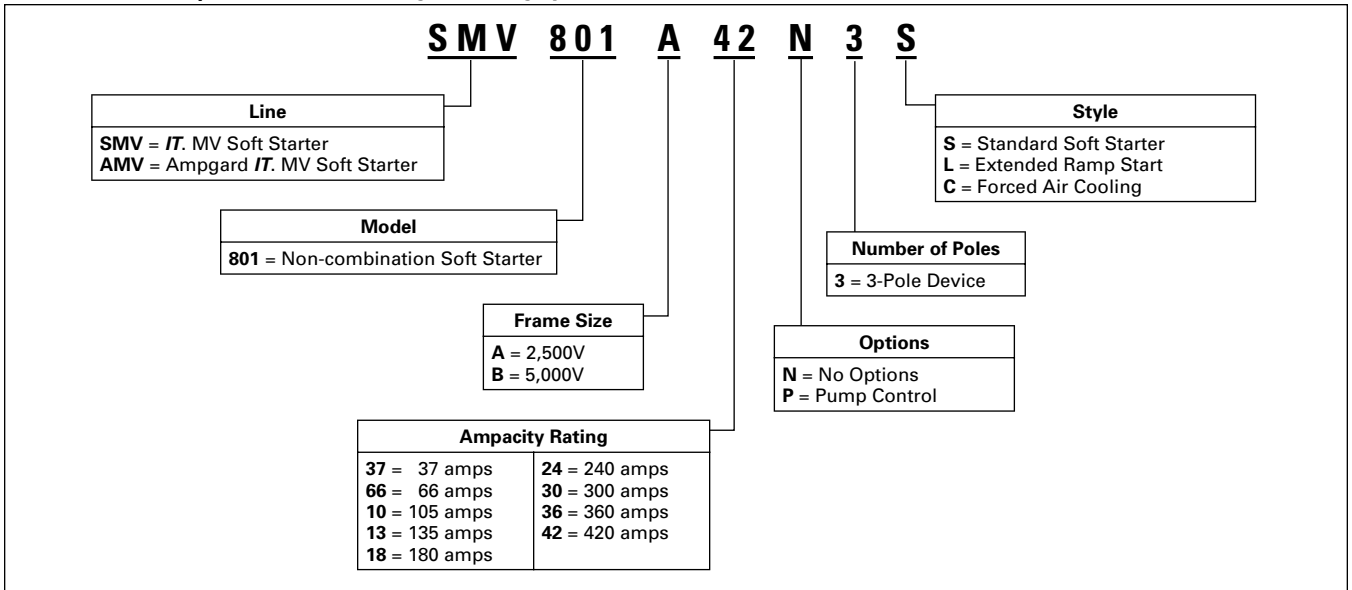 SMV 801 A 42 N 3 S
Line
SMV = IT. MV Soft Starter
AMV = Ampgard IT. MV Soft Starter
Model
801 = Non-combination Soft Starter
Frame Size
A = 2,500V
B = 5,000V
Ampacity Rating
37 = 37 amps
66 = 66 amps
10 = 105 amps
13 = 135 amps
18 = 180 amps
24 = 240 amps
30 = 300 amps
36 = 360 amps
42 = 420 amps
Options
N = No Options
P = Pump Control
Number of Poles
3 = 3-Pole Device
Style
S = Standard Soft Starter
L = Extended Ramp Start
C = Forced Air Cooling